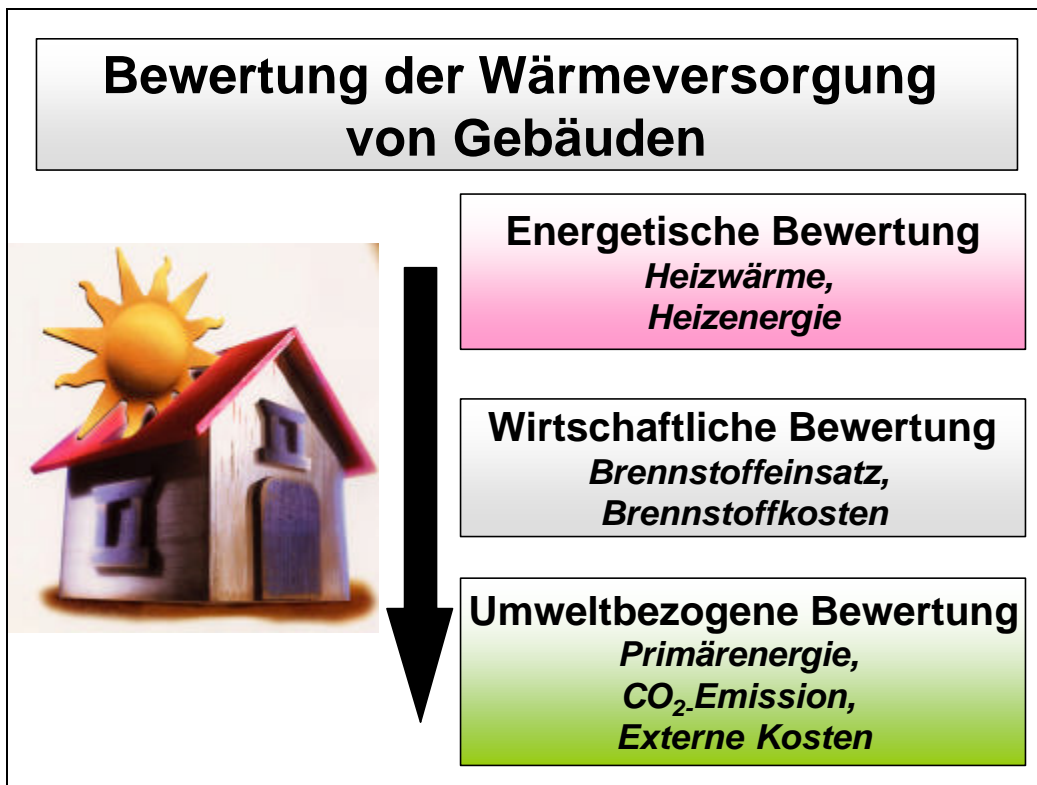 Bewertung der Wärmeversorgung
von Gebäuden
Energetische Bewertung
Heizwärme,
Heizenergie
Wirtschaftliche Bewertung
Brennstoffeinsatz,
Brennstoffkosten
Umweltbezogene Bewertung
Primärenergie,
CO₂-Emission,
Externe Kosten